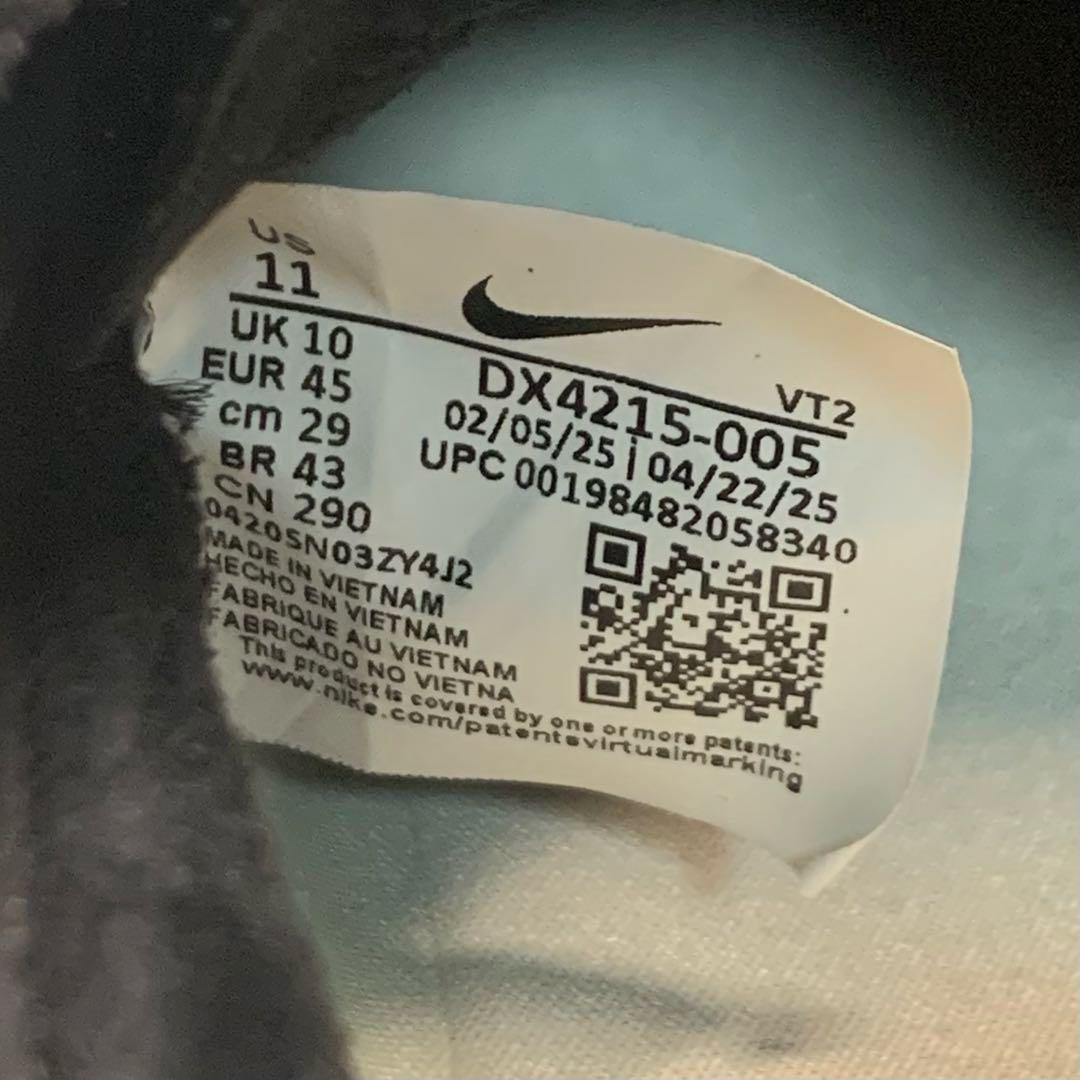 US
11
UK 10
EUR 45
cm 29
BR 43
CN 290
VT2
DX4215-005
02/05/25 | 04/22/25
UPC 00198482058340
0420SN03ZY4J2
MADE IN VIETNAM
HECHO EN VIETNAM
FABRIQUE AU VIETNAM
FABRICADO NO VIETNA
This product is covered by one or more patents:
www.nike.com/patentsvirtualmarking